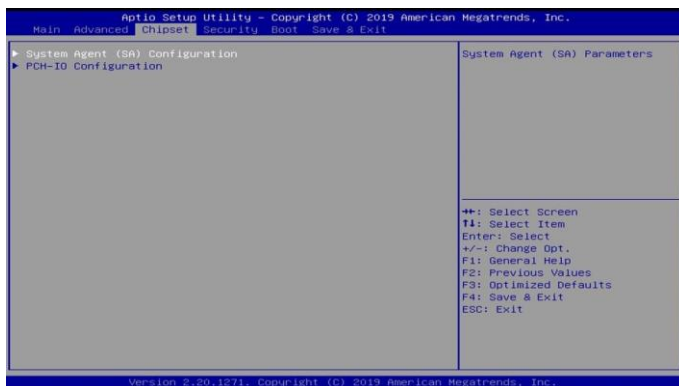 Aptio Setup Utility – Copyright (C) 2019 American Megatrends, Inc.
Main Advanced Chipset Security Boot Save & Exit
▶ System Agent (SA) Configuration
▶ PCH-IO Configuration
System Agent (SA) Parameters
→←: Select Screen
↑↓: Select Item
Enter: Select
+/-: Change Opt.
F1: General Help
F2: Previous Values
F3: Optimized Defaults
F4: Save & Exit
ESC: Exit
Version 2.20.1271. Copyright (C) 2019 American Megatrends, Inc.